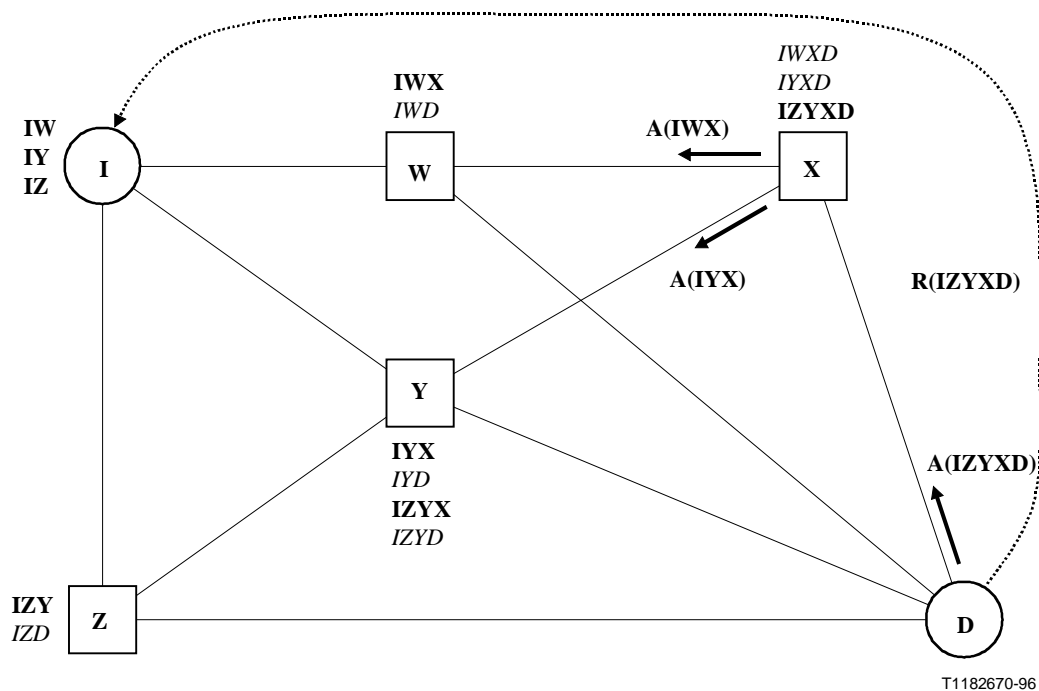 IWXD
IYXD
IZYXD
IWX
IWD
A(IWX)
IW
IY
IZ
I
W
X
A(IYX)
R(IZYXD)
Y
IYX
IYD
IZYX
IZYD
A(IZYXD)
IZY
IZD
Z
D
T1182670-96